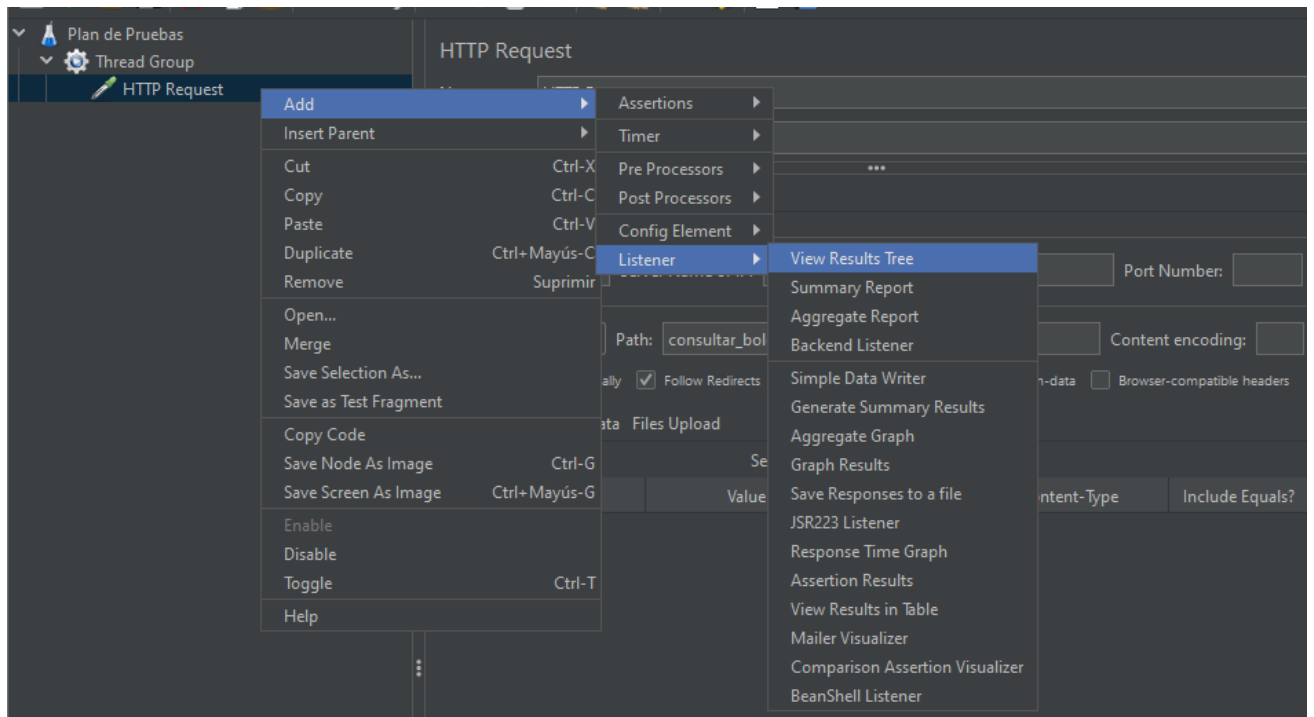 Plan de Pruebas
Thread Group
HTTP Request
HTTP Request
Add
Insert Parent
Cut Ctrl-X
Copy Ctrl-C
Paste Ctrl-V
Duplicate Ctrl+Mayús-C
Remove Suprimir
Open...
Merge
Save Selection As...
Save as Test Fragment
Copy Code
Save Node As Image Ctrl-G
Save Screen As Image Ctrl+Mayús-G
Enable
Disable
Toggle Ctrl-T
Help
Assertions
Timer
Pre Processors
Post Processors
Config Element
Listener
View Results Tree
Summary Report
Aggregate Report
Backend Listener
Simple Data Writer
Generate Summary Results
Aggregate Graph
Graph Results
Save Responses to a file
JSR223 Listener
Response Time Graph
Assertion Results
View Results in Table
Mailer Visualizer
Comparison Assertion Visualizer
BeanShell Listener
Port Number:
Path: consultar_bol Content encoding:
ally Follow Redirects n-data Browser-compatible headers
ata Files Upload
Se
Value ontent-Type Include Equals?